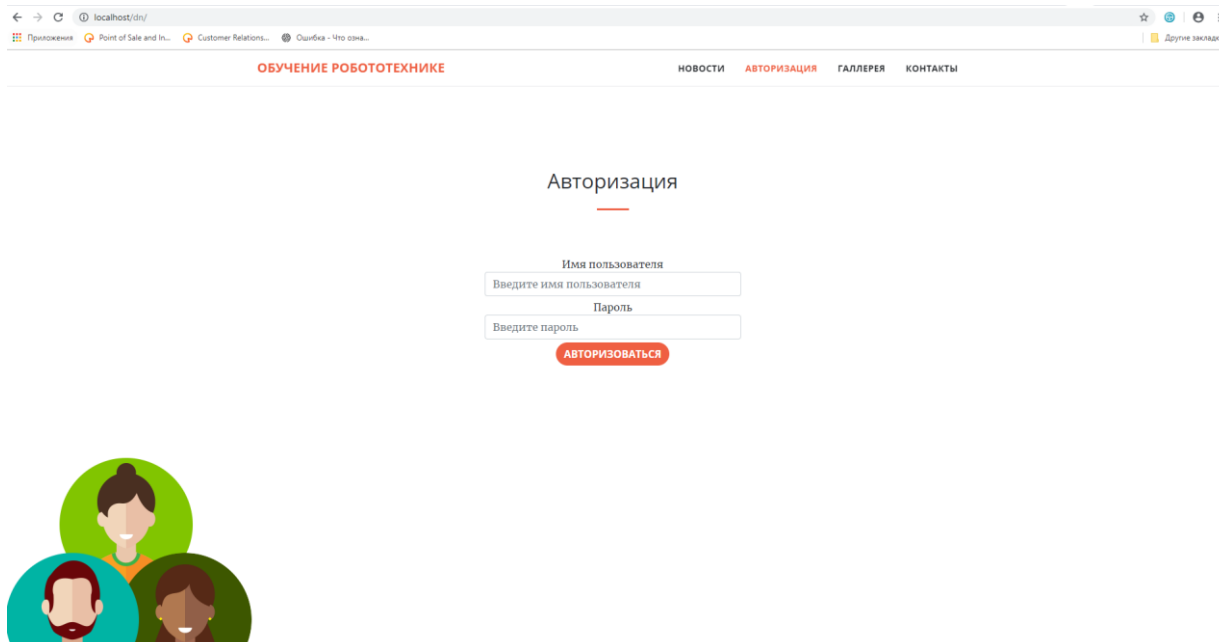 localhost/dn/
Приложения Point of Sale and In... Customer Relations... Ошибка - Что озна... Другие заклад
ОБУЧЕНИЕ РОБОТОТЕХНИКЕ НОВОСТИ АВТОРИЗАЦИЯ ГАЛЛЕРЕЯ КОНТАКТЫ
Авторизация
Имя пользователя
Введите имя пользователя
Пароль
Введите пароль
АВТОРИЗОВАТЬСЯ